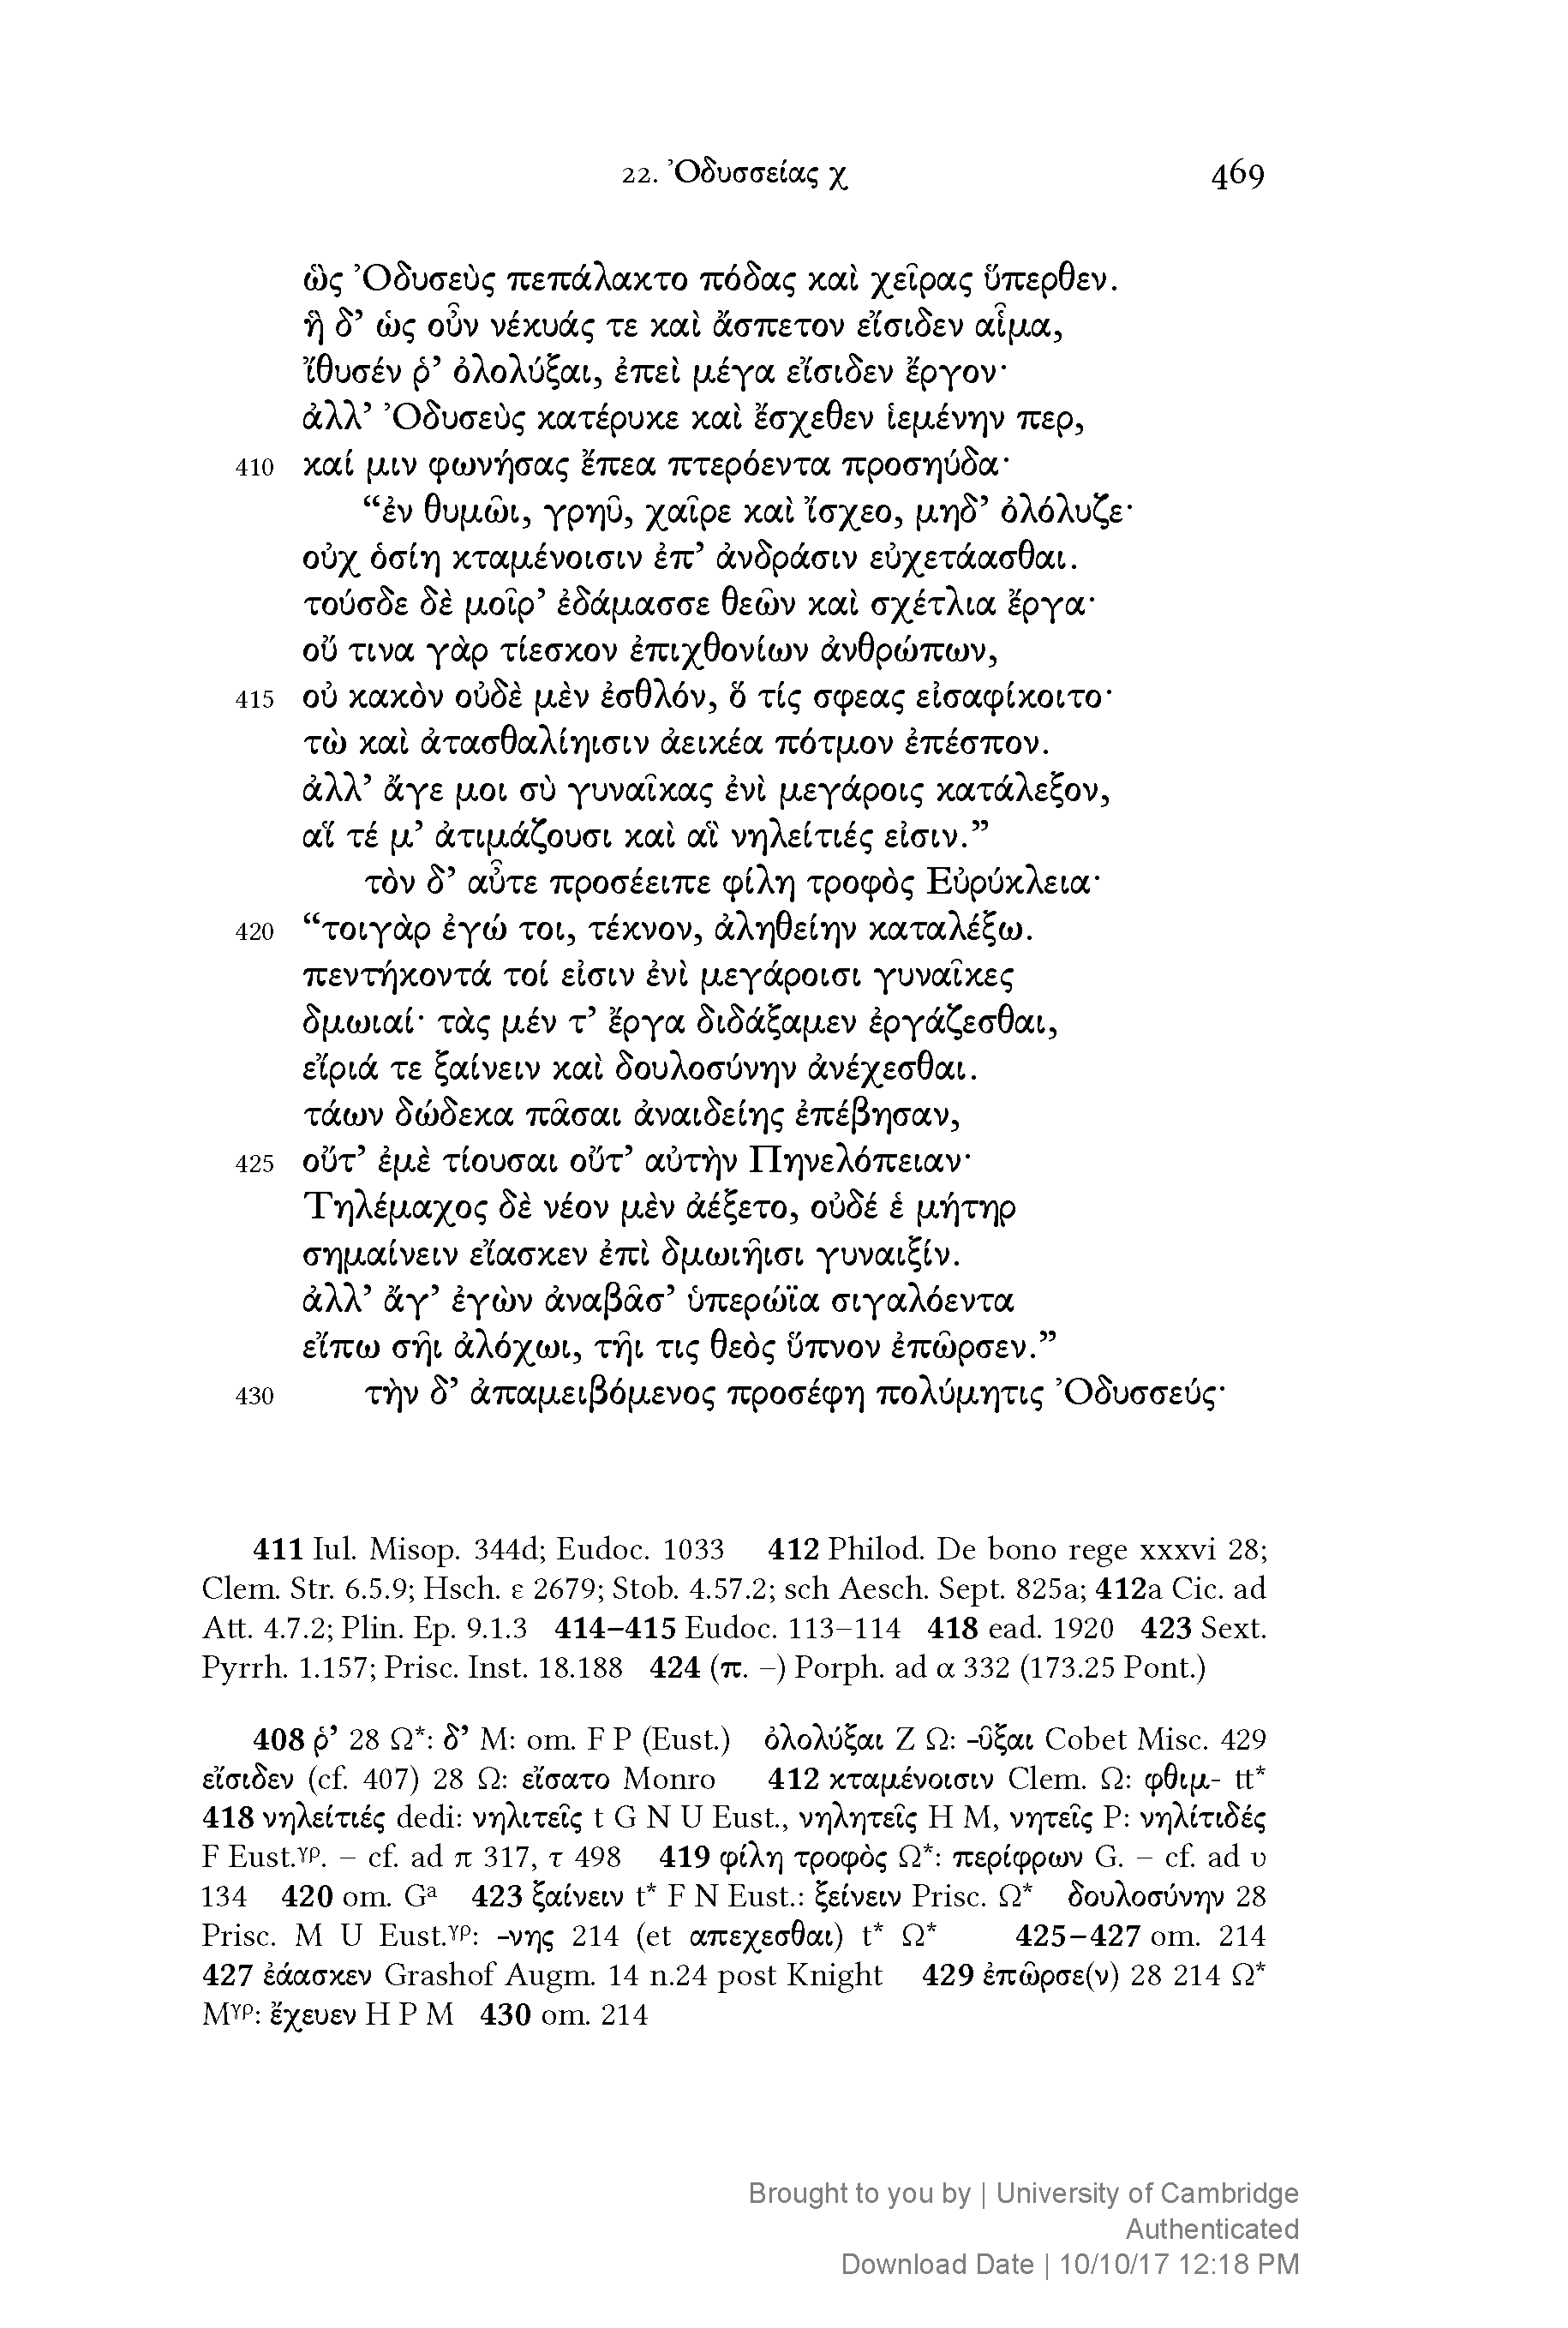 22. Ὀδυσσείας χ
469
ὣς Ὀδυσεὺς πεπάλακτο πόδας καὶ χεῖρας ὕπερθεν.
ἣ δ’ ὡς οὖν νέκυάς τε καὶ ἄσπετον εἴσιδεν αἷμα,
ἴθυσέν ῥ’ ὀλολύξαι, ἐπεὶ μέγα εἴσιδεν ἔργον·
ἀλλ’ Ὀδυσεὺς κατέρυκε καὶ ἔσχεθεν ἱεμένην περ,
410 καί μιν φωνήσας ἔπεα πτερόεντα προσηύδα·
“ἐν θυμῶι, γρηῦ, χαῖρε καὶ ἴσχεο, μηδ’ ὀλόλυζε·
οὐχ ὁσίη κταμένοισιν ἐπ’ ἀνδράσιν εὐχετάασθαι.
τούσδε δὲ μοῖρ’ ἐδάμασσε θεῶν καὶ σχέτλια ἔργα·
οὔ τινα γὰρ τίεσκον ἐπιχθονίων ἀνθρώπων,
415 οὐ κακὸν οὐδὲ μὲν ἐσθλόν, ὅ τίς σφεας εἰσαφίκοιτο·
τὼ καὶ ἀτασθαλίηισιν ἀεικέα πότμον ἐπέσπον.
ἀλλ’ ἄγε μοι σὺ γυναῖκας ἐνὶ μεγάροις κατάλεξον,
αἵ τέ μ’ ἀτιμάζουσι καὶ αἳ νηλείτιές εἰσιν.”
τὸν δ’ αὖτε προσέειπε φίλη τροφὸς Εὐρύκλεια·
420 “τοιγὰρ ἐγώ τοι, τέκνον, ἀληθείην καταλέξω.
πεντήκοντά τοί εἰσιν ἐνὶ μεγάροισι γυναῖκες
δμωιαί· τὰς μέν τ’ ἔργα διδάξαμεν ἐργάζεσθαι,
εἴριά τε ξαίνειν καὶ δουλοσύνην ἀνέχεσθαι.
τάων δώδεκα πᾶσαι ἀναιδείης ἐπέβησαν,
425 οὔτ’ ἐμὲ τίουσαι οὔτ’ αὐτὴν Πηνελόπειαν·
Τηλέμαχος δὲ νέον μὲν ἀέξετο, οὐδέ ἑ μήτηρ
σημαίνειν εἴασκεν ἐπὶ δμωιῆισι γυναιξίν.
ἀλλ’ ἄγ’ ἐγὼν ἀναβᾶσ’ ὑπερώϊα σιγαλόεντα
εἴπω σῆι ἀλόχωι, τῆι τις θεὸς ὕπνον ἐπῶρσεν.”
430 τὴν δ’ ἀπαμειβόμενος προσέφη πολύμητις Ὀδυσσεύς·
411 Iul. Misop. 344d; Eudoc. 1033 412 Philod. De bono rege xxxvi 28;
Clem. Str. 6.5.9; Hsch. ε 2679; Stob. 4.57.2; sch Aesch. Sept. 825a; 412a Cic. ad
Att. 4.7.2; Plin. Ep. 9.1.3 414–415 Eudoc. 113–114 418 ead. 1920 423 Sext.
Pyrrh. 1.157; Prisc. Inst. 18.188 424 (π. –) Porph. ad α 332 (173.25 Pont.)
408 ῥ’ 28 Ω*: δ’ M: om. F P (Eust.) ὀλολύξαι Z Ω: -ῦξαι Cobet Misc. 429
εἴσιδεν (cf. 407) 28 Ω: εἴσατο Monro 412 κταμένοισιν Clem. Ω: φθιμ- tt*
418 νηλείτιές dedi: νηλιτεῖς t G N U Eust., νηλητεῖς H M, νητεῖς P: νηλίτιδές
F Eust.γρ. – cf. ad π 317, τ 498 419 φίλη τροφὸς Ω*: περίφρων G. – cf. ad υ
134 420 om. Gᵃ 423 ξαίνειν t* F N Eust.: ξείνειν Prisc. Ω* δουλοσύνην 28
Prisc. M U Eust.γρ: -νης 214 (et απεχεσθαι) t* Ω* 425–427 om. 214
427 ἐάασκεν Grashof Augm. 14 n.24 post Knight 429 ἐπῶρσε(ν) 28 214 Ω*
Mγρ: ἔχευεν H P M 430 om. 214
Brought to you by | University of Cambridge
Authenticated
Download Date | 10/10/17 12:18 PM